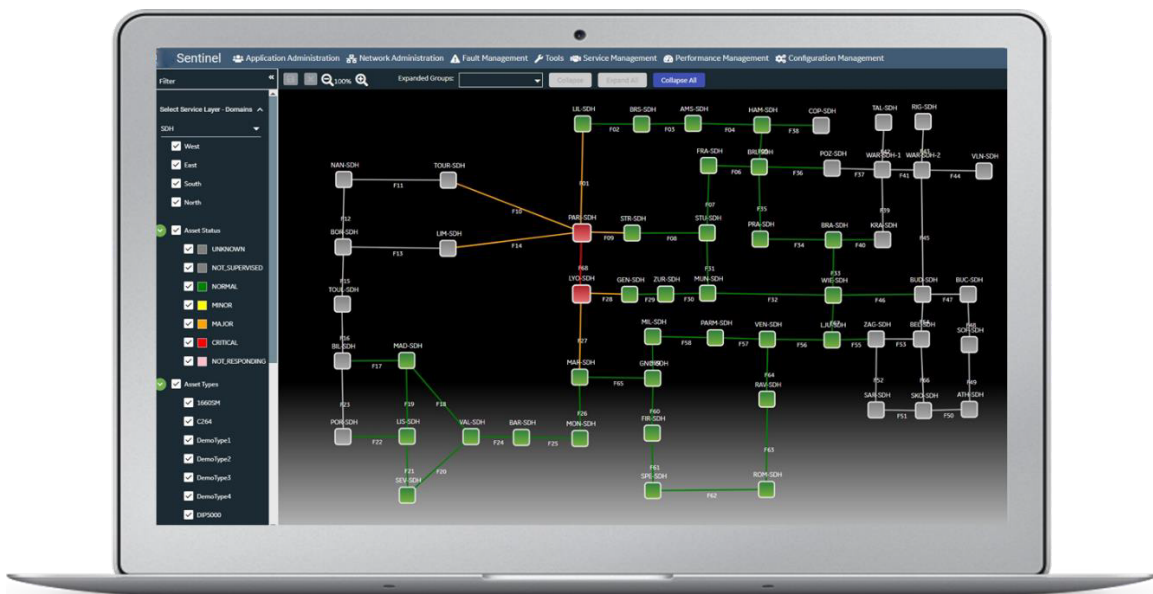 Sentinel Application Administration Network Administration Fault Management Tools Service Management Performance Management Configuration Management
Filter «
100% Expanded Groups: Collapse Expand All Collapse All
Select Service Layer - Domains
SDH
West
East
South
North
Asset Status
UNKNOWN
NOT_SUPERVISED
NORMAL
MINOR
MAJOR
CRITICAL
NOT_RESPONDING
Asset Types
1660SM
C264
DemoType1
DemoType2
DemoType3
DemoType4
DIP5000
LIL-SDH BRS-SDH AMS-SDH HAM-SDH COP-SDH TAL-SDH RIG-SDH
F02 F03 F04 F38
FRA-SDH POZ-SDH WAR-SDH-1 WAR-SDH-2 VLN-SDH
F06 F36 F37 F41 F44
NAN-SDH TOUR-SDH
F11 F01 F10 F12
F07 F35 F39 F45
BOR-SDH LIM-SDH PAR-SDH STR-SDH STU-SDH PRA-SDH BRA-SDH KRA-SDH
F13 F14 F09 F08 F34 F40
F15 F68 F31 F33
TOUL-SDH LYO-SDH GEN-SDH ZUR-SDH MUN-SDH WIE-SDH BUD-SDH BUC-SDH
F28 F29 F30 F32 F46 F47
F16 F27
MIL-SDH PARM-SDH VEN-SDH LJU-SDH ZAG-SDH BEL-SDH
F58 F57 F56 F55 F53
BIL-SDH MAD-SDH MAR-SDH
F17 F65 F64 F52 F66 F49
RAV-SDH SAR-SDH SKO-SDH ATH-SDH
F51 F50
F23 F19 F18 F26 F60
POR-SDH LIS-SDH VAL-SDH BAR-SDH MON-SDH FIR-SDH
F22 F24 F25
F21 F20 F61 F63
SEV-SDH SPE-SDH ROM-SDH
F62